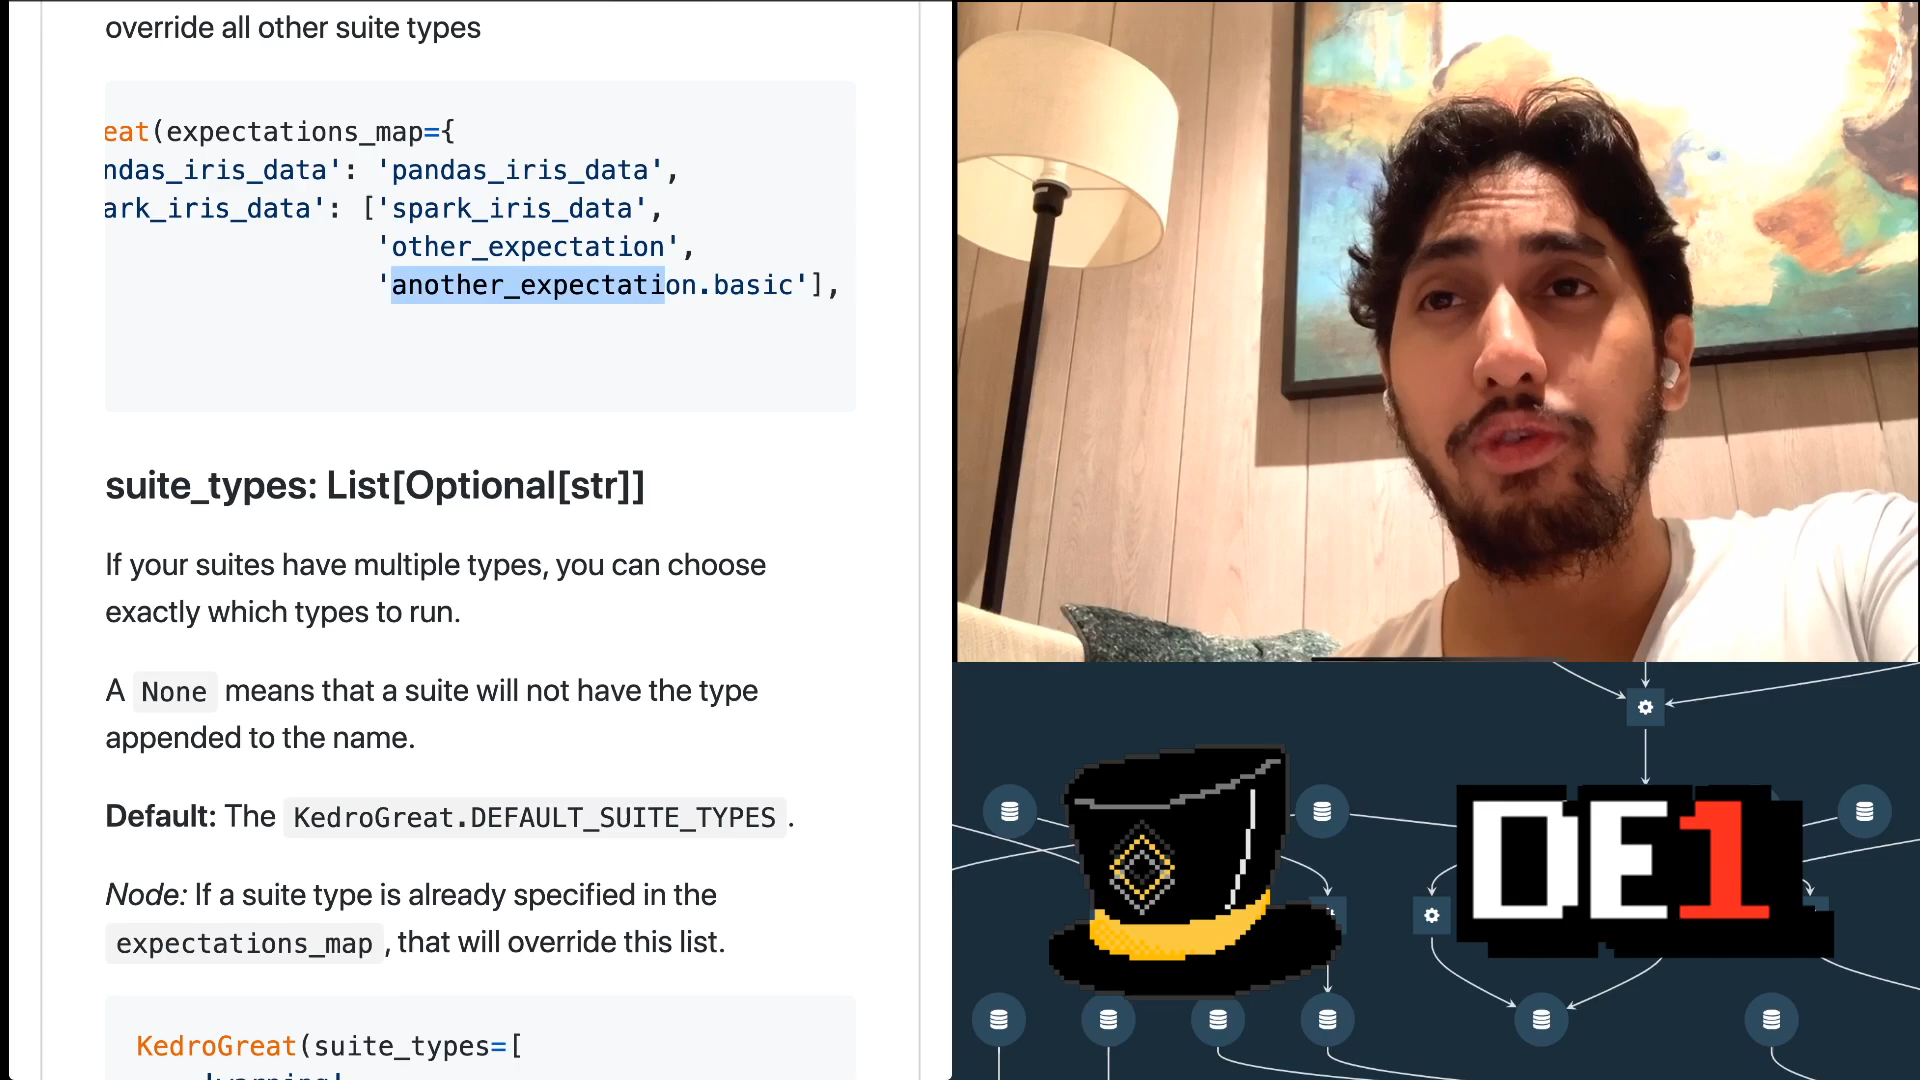 override all other suite types
eat(expectations_map={
ndas_iris_data': 'pandas_iris_data',
ark_iris_data': ['spark_iris_data',
'other_expectation',
'another_expectation.basic'],
suite_types: List[Optional[str]]
If your suites have multiple types, you can choose
exactly which types to run.
A None means that a suite will not have the type
appended to the name.
Default: The KedroGreat.DEFAULT_SUITE_TYPES.
Node: If a suite type is already specified in the
expectations_map, that will override this list.
KedroGreat(suite_types=[
DE1